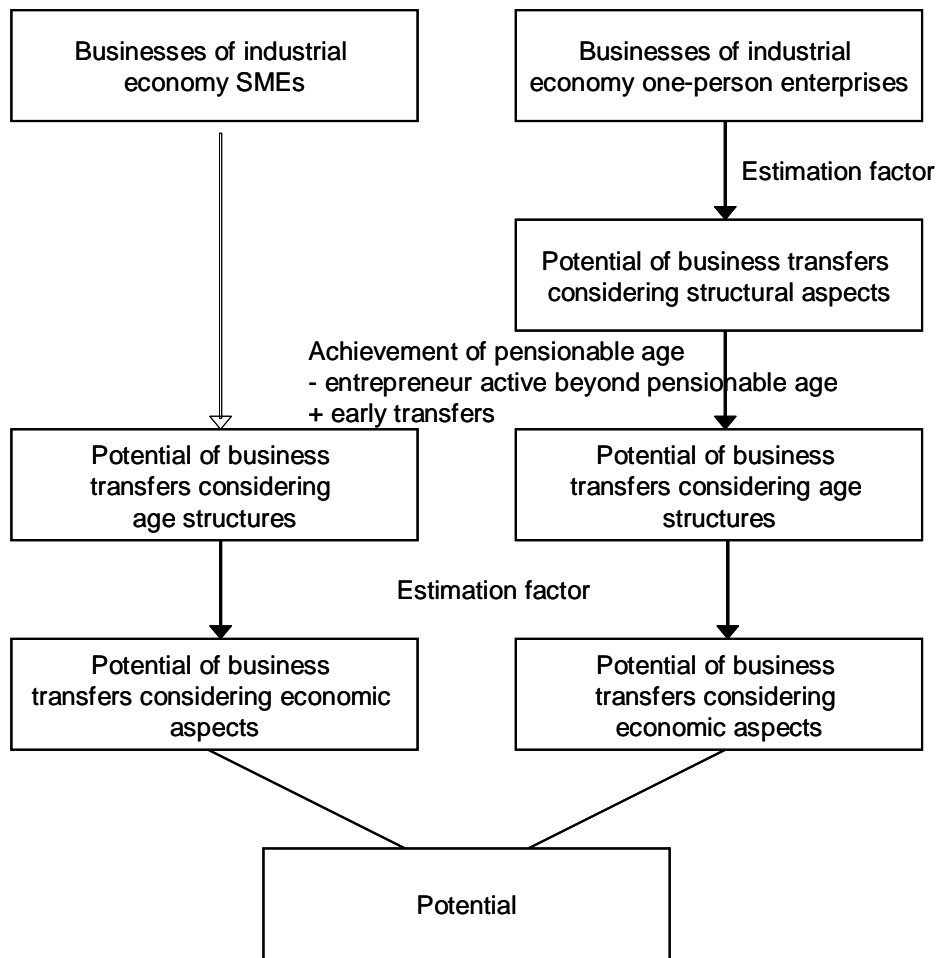 Businesses of industrial
economy SMEs
Businesses of industrial
economy one-person enterprises
Estimation factor
Potential of business transfers
considering structural aspects
Achievement of pensionable age
- entrepreneur active beyond pensionable age
+ early transfers
Potential of business
transfers considering
age structures
Potential of business
transfers considering age
structures
Estimation factor
Potential of business
transfers considering economic
aspects
Potential of business
transfers considering
economic aspects
Potential